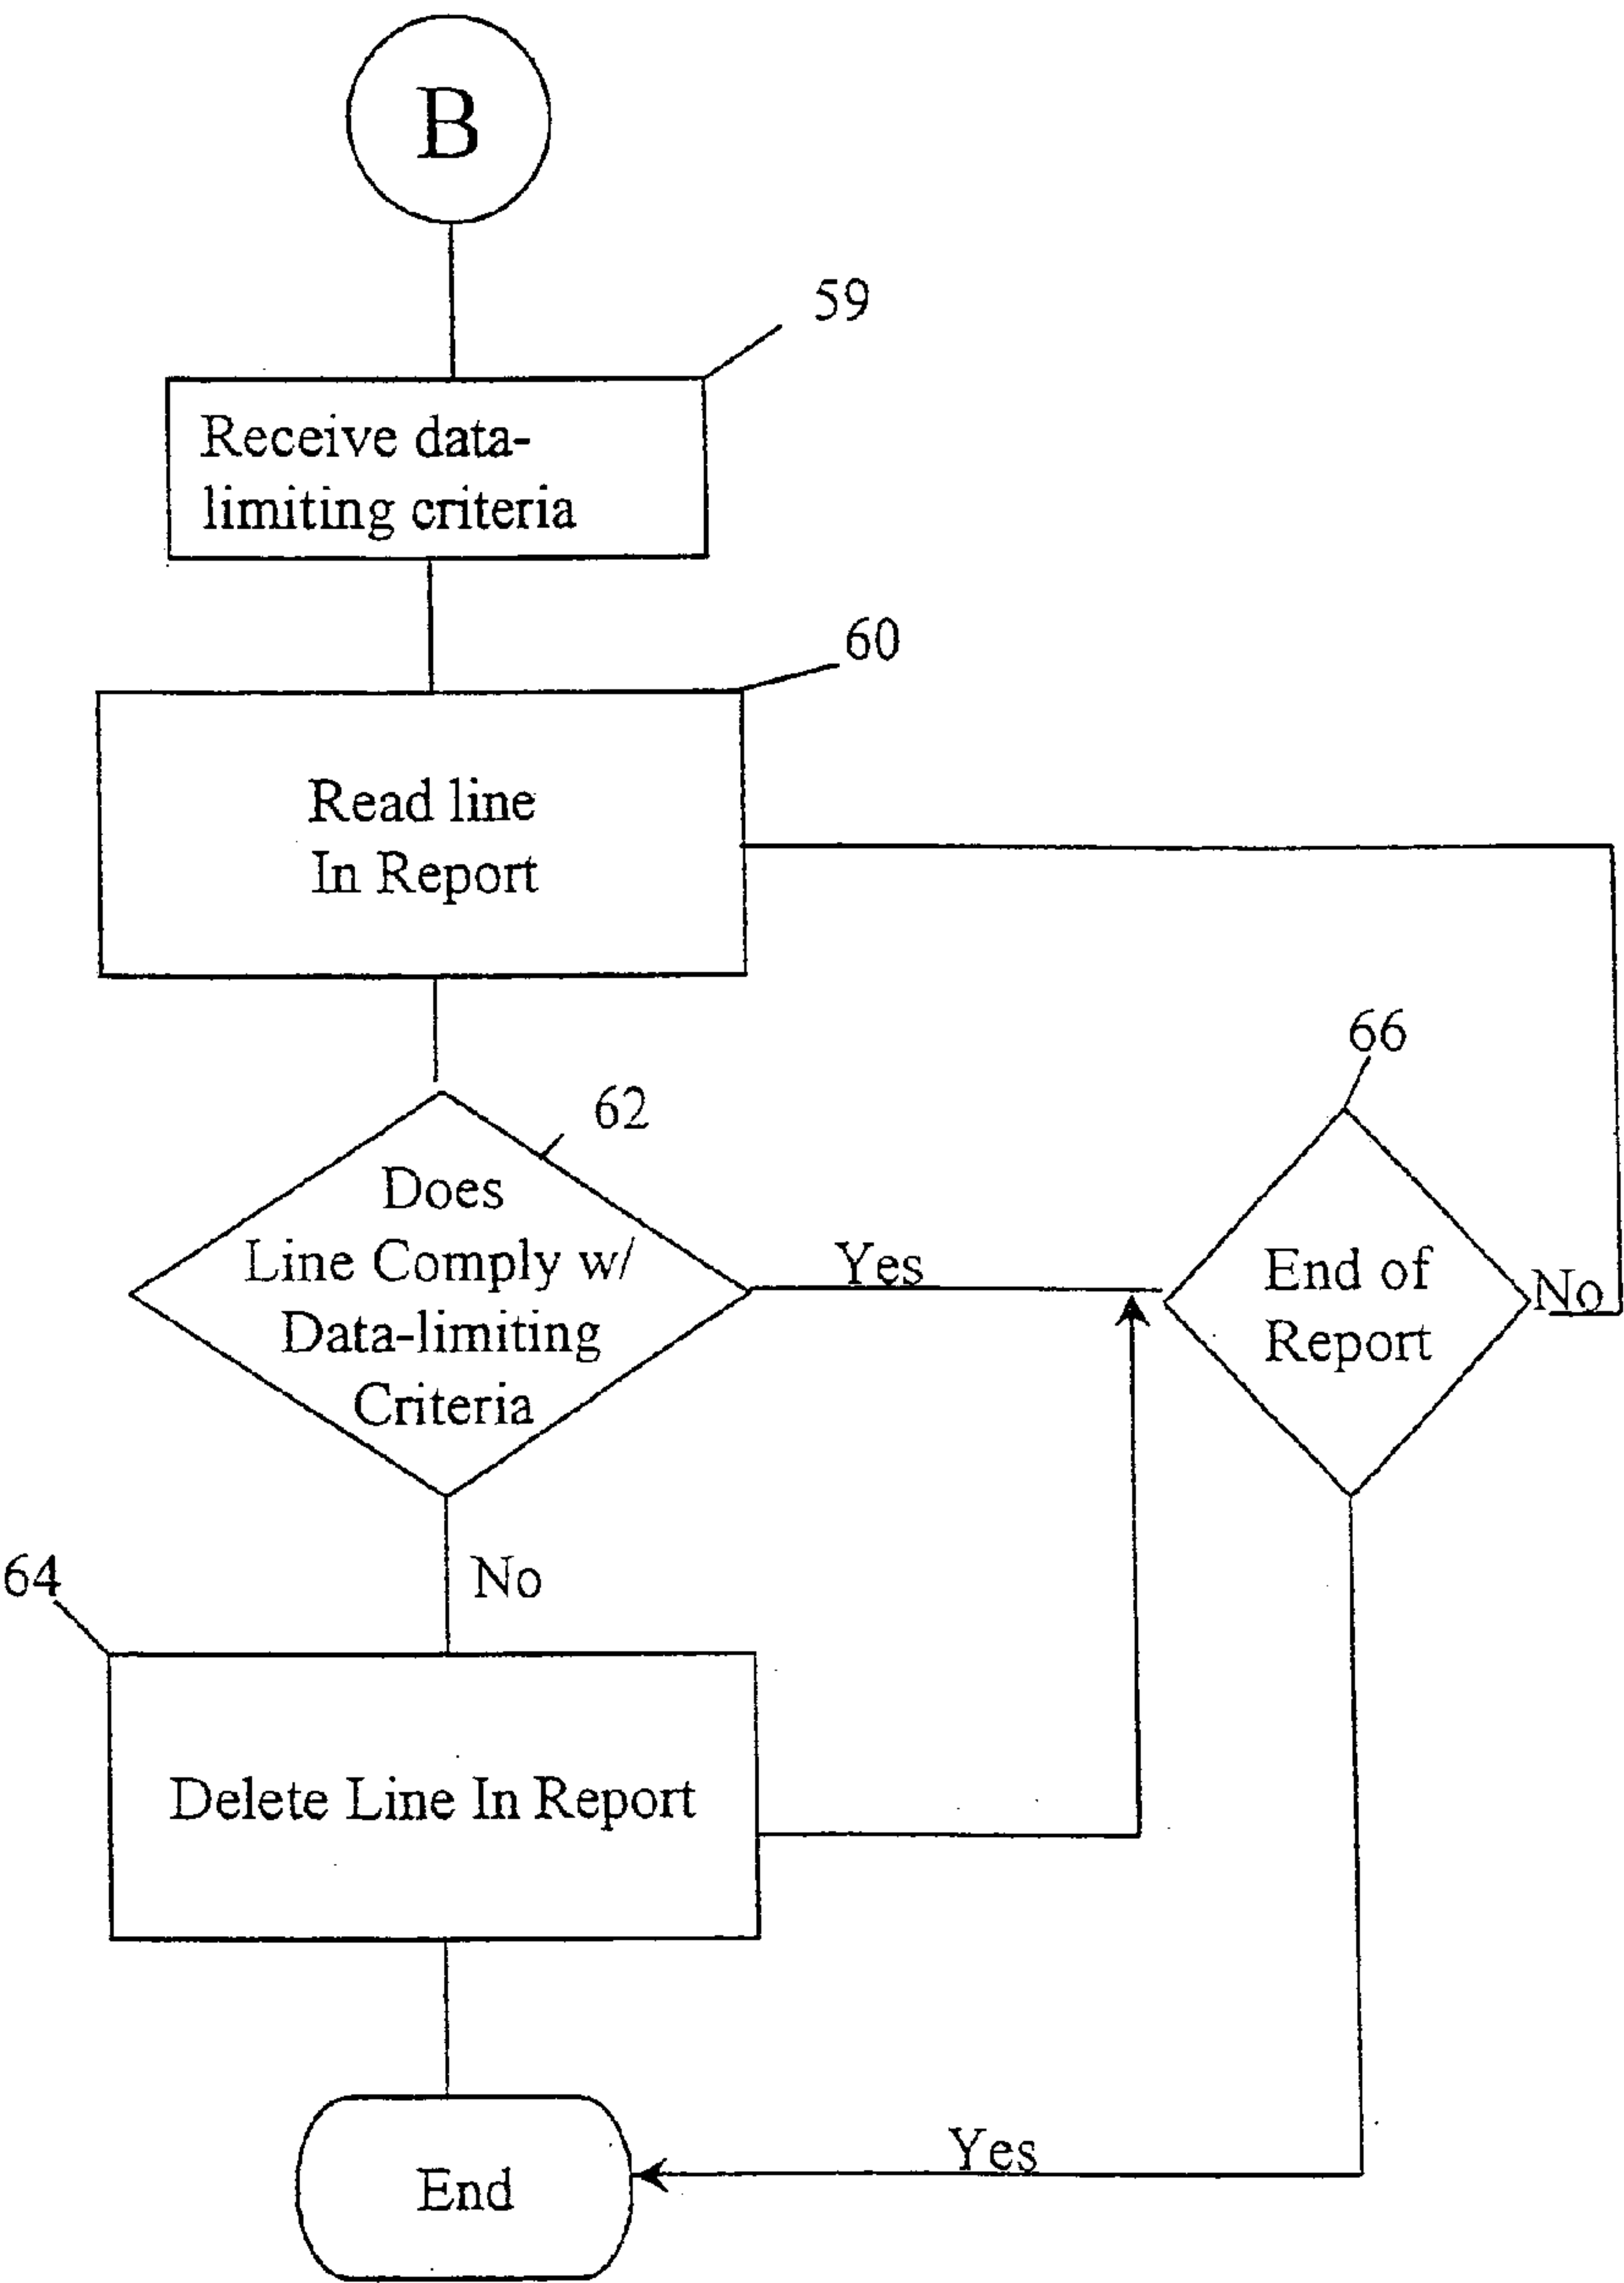 B
59
Receive data-
limiting criteria
60
Read line
In Report
66
62
Does
Line Comply w/
Data-limiting
Criteria
Yes
End of
Report
No
No
64
Delete Line In Report
Yes
End